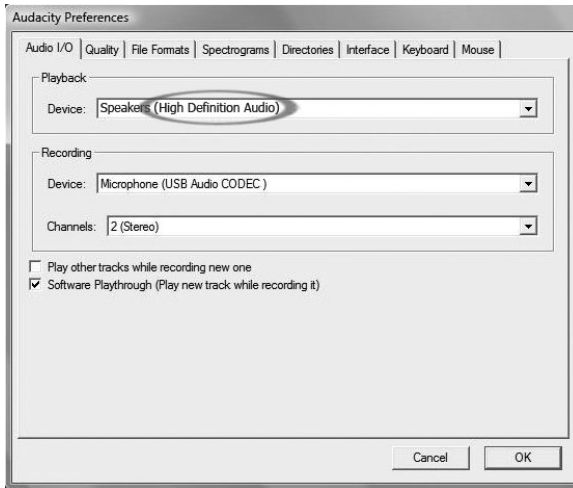 Audacity Preferences
Audio I/O Quality File Formats Spectrograms Directories Interface Keyboard Mouse
Playback
Device: Speakers (High Definition Audio)
Recording
Device: Microphone (USB Audio CODEC )
Channels: 2 (Stereo)
Play other tracks while recording new one
Software Playthrough (Play new track while recording it)
Cancel OK